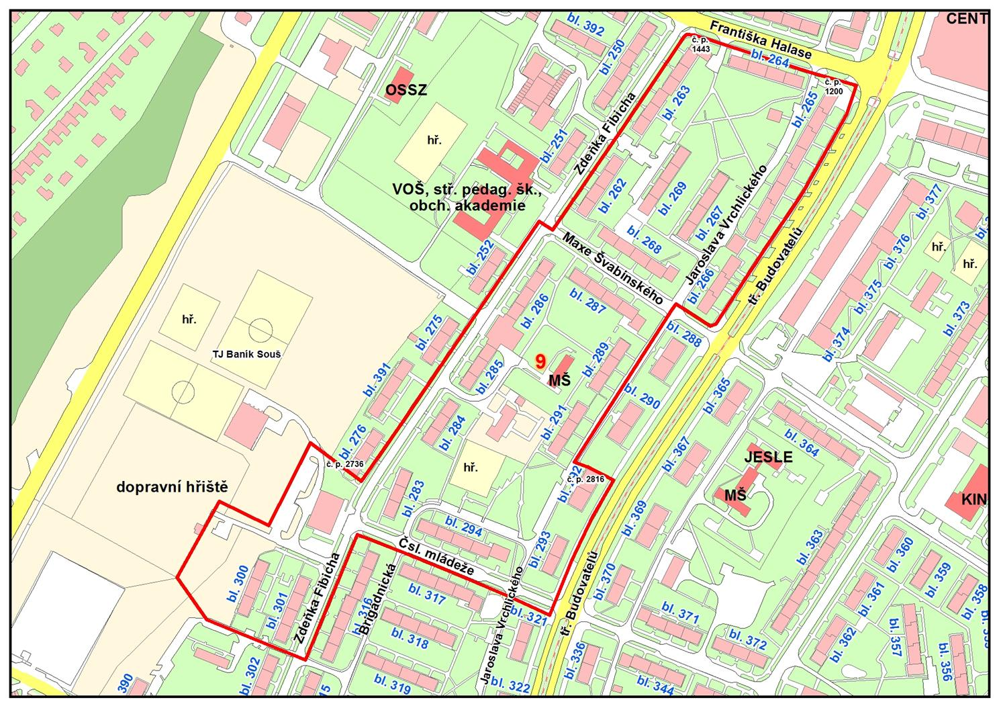 CENT
Františka Halase
bl. 392
č. p.
1443
bl. 264
bl. 250
č. p.
1200
OSSZ
bl. 263
bl. 265
Zdeňka Fibicha
hř.
bl. 251
VOŠ, stř. pedag. šk.,
obch. akademie
bl. 262
bl. 269
bl. 267
Jaroslava Vrchlického
bl. 377
bl. 268
Maxe Švabinského
bl. 252
bl. 376
hř.
hř.
tř. Budovatelů
bl. 266
bl. 375
bl. 286
bl. 287
bl. 373
hř.
bl. 275
bl. 288
bl. 374
TJ Baník Souš
9
MŠ
bl. 289
bl. 285
bl. 391
bl. 290
bl. 365
bl. 291
bl. 284
bl. 276
č. p. 2736
hř.
bl. 364
bl. 367
JESLE
bl. 292
č. p. 2816
dopravní hřiště
bl. 283
MŠ
KIN
bl. 369
bl. 294
bl. 293
Čsl. mládeže
bl. 363
bl. 360
bl. 359
bl. 300
bl. 301
Zdeňka Fibicha
bl. 316
Brigádnická
bl. 317
Jaroslava Vrchlického
bl. 321
tř. Budovatelů
bl. 370
bl. 361
bl. 358
bl. 371
bl. 318
bl. 372
bl. 362
bl. 357
bl. 336
bl. 356
390
bl. 302
15
bl. 319
bl. 322
bl. 344